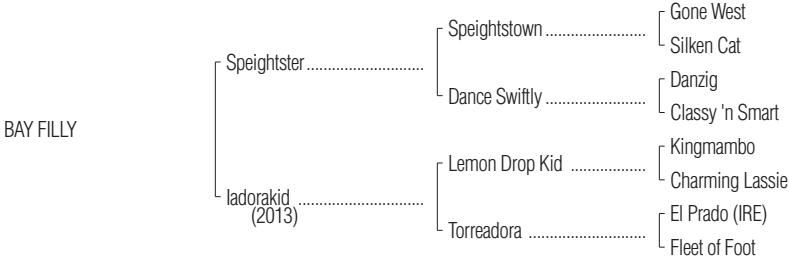 Gone West
Speightstown ........................
Silken Cat
Speightster ............................
Danzig
Dance Swiftly ........................
Classy 'n Smart
BAY FILLY
Kingmambo
Lemon Drop Kid ..................
Charming Lassie
Iadorakid ..............................
(2013)
El Prado (IRE)
Torreadora ............................
Fleet of Foot